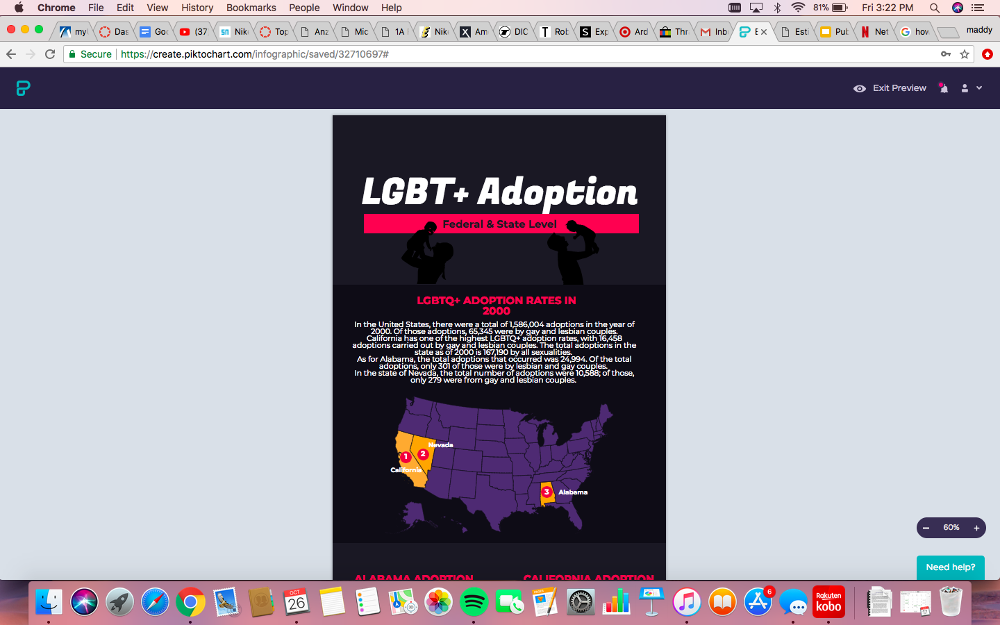 Chrome File Edit View History Bookmarks People Window Help 81% Fri 3:22 PM
my Das Goo (37 Nike Top Anz Mic 1A Nike Am DIC Rob Exp Ard Thr Inb E Esti Pub Net how maddy
Secure https://create.piktochart.com/infographic/saved/32710697#
Exit Preview
LGBT+ Adoption
Federal & State Level
LGBTQ+ ADOPTION RATES IN
2000
In the United States, there were a total of 1,586,004 adoptions in the year of
2000. Of those adoptions, 65,345 were by gay and lesbian couples.
California has one of the highest LGBTQ+ adoption rates, with 16,458
adoptions carried out by gay and lesbian couples. The total adoptions in the
state as of 2000 is 167,190 by all sexualities.
As for Alabama, the total adoptions that occurred was 24,994. Of the total
adoptions, only 301 of those were by lesbian and gay couples.
In the state of Nevada, the total number of adoptions were 10,588; of those,
only 279 were from gay and lesbian couples.
Nevada
1 2
California
3 Alabama
60%
Need help?
ALABAMA ADOPTION CALIFORNIA ADOPTION
OCT
26
6
Rakuten
kobo
17